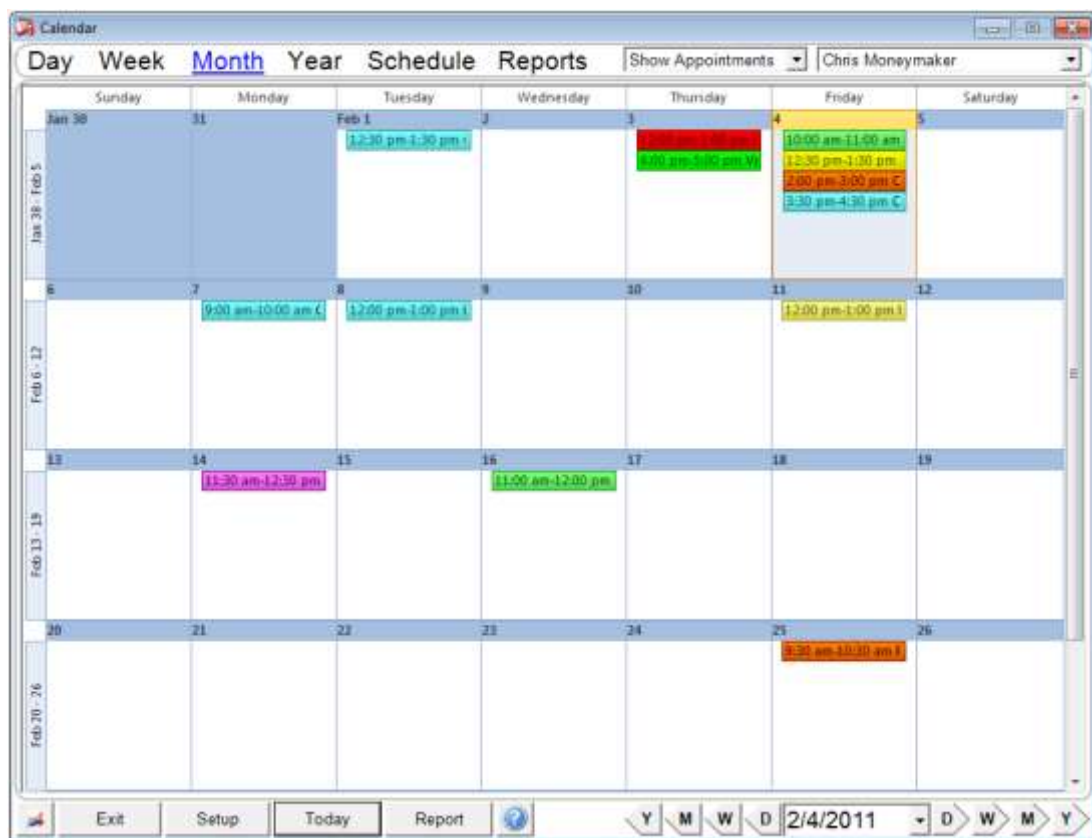 Calendar
Day Week Month Year Schedule Reports Show Appointments Chris Moneymaker
Sunday Monday Tuesday Wednesday Thursday Friday Saturday
Jan 30 31 Feb 1 2 3 4 5
Jan 30 - Feb 5
12:30 pm-1:30 pm
10:00 am-11:00 am
4:00 pm-5:00 pm
12:30 pm-1:30 pm
2:00 pm-3:00 pm C
3:30 pm-4:30 pm C
6 7 8 9 10 11 12
Feb 6 - 12
9:00 am-10:00 am C 12:00 pm-1:00 pm 12:00 pm-1:00 pm
13 14 15 16 17 18 19
Feb 13 - 19
11:30 am-12:30 pm 11:00 am-12:00 pm
20 21 22 23 24 25 26
Feb 20 - 26
9:30 am-10:30 am
Exit Setup Today Report ? Y M W D 2/4/2011 D W M Y